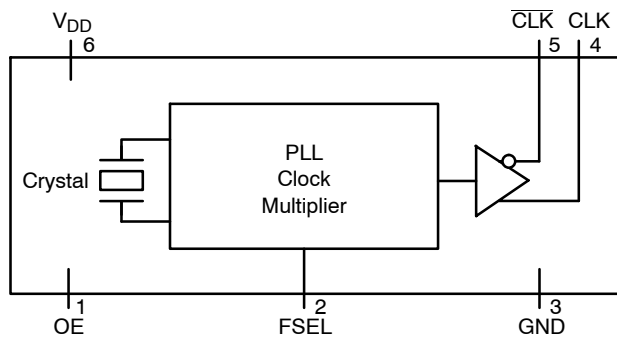 VDD
6
CLK CLK
5 4
PLL
Clock
Multiplier
Crystal
1 2 3
OE FSEL GND